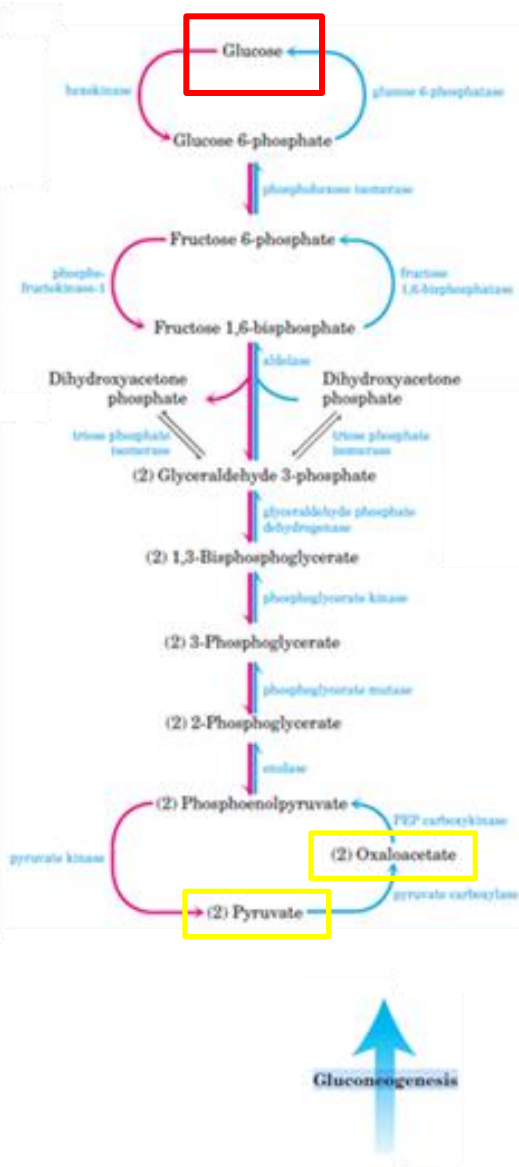 Glucose
hexokinase
glucose 6-phosphatase
Glucose 6-phosphate
phosphohexose isomerase
Fructose 6-phosphate
phospho-
fructokinase-1
fructose
1,6-bisphosphatase
Fructose 1,6-bisphosphate
aldolase
Dihydroxyacetone
phosphate
Dihydroxyacetone
phosphate
triose phosphate
isomerase
triose phosphate
isomerase
(2) Glyceraldehyde 3-phosphate
glyceraldehyde phosphate
dehydrogenase
(2) 1,3-Bisphosphoglycerate
phosphoglycerate kinase
(2) 3-Phosphoglycerate
phosphoglycerate mutase
(2) 2-Phosphoglycerate
enolase
(2) Phosphoenolpyruvate
PEP carboxykinase
pyruvate kinase
(2) Oxaloacetate
pyruvate carboxylase
(2) Pyruvate
Gluconeogenesis